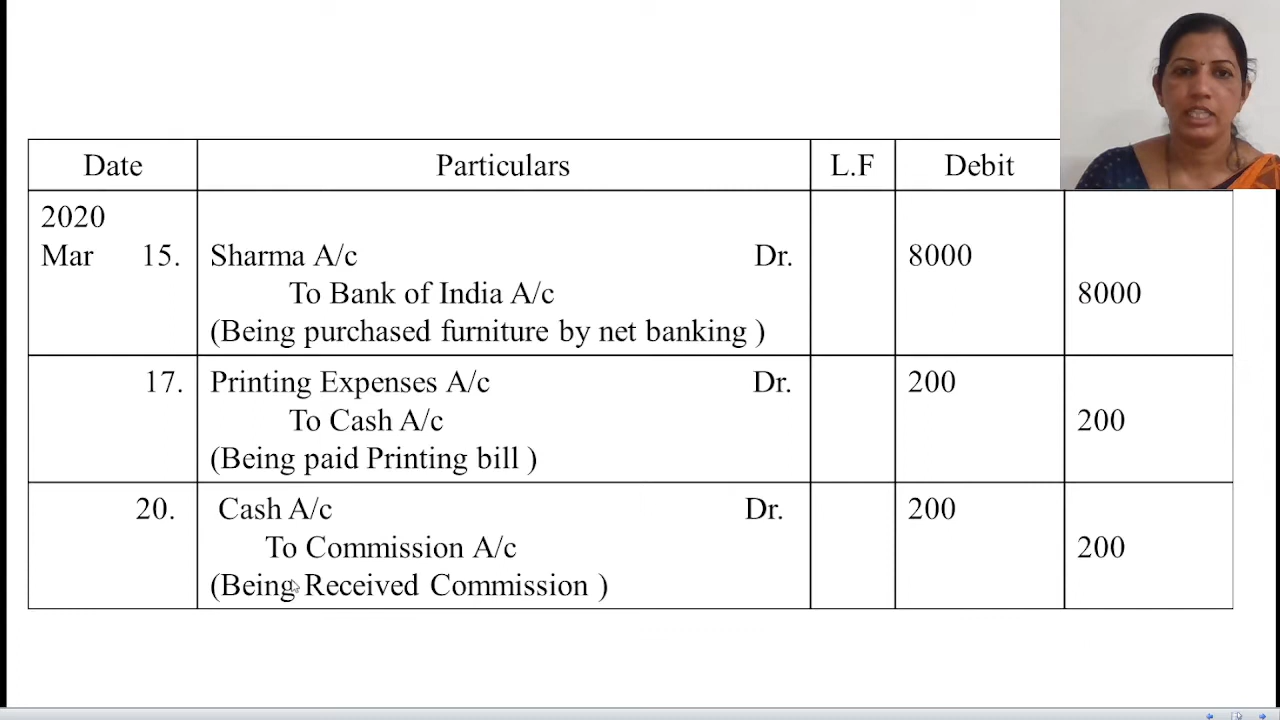 Date Particulars L.F Debit
2020
Mar 15. Sharma A/c Dr. 8000
To Bank of India A/c 8000
(Being purchased furniture by net banking )
17. Printing Expenses A/c Dr. 200
To Cash A/c 200
(Being paid Printing bill )
20. Cash A/c Dr. 200
To Commission A/c 200
(Being Received Commission )